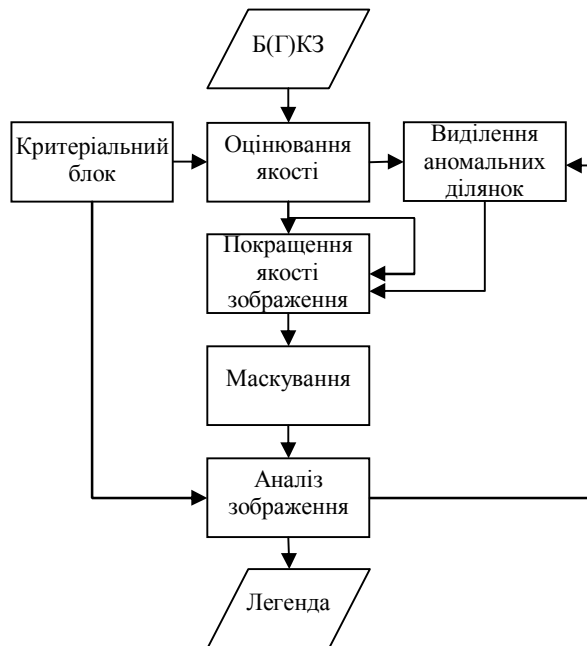 Б(Г)КЗ
Критеріальний
блок
Оцінювання
якості
Виділення
аномальних
ділянок
Покращення
якості
зображення
Маскування
Аналіз
зображення
Легенда